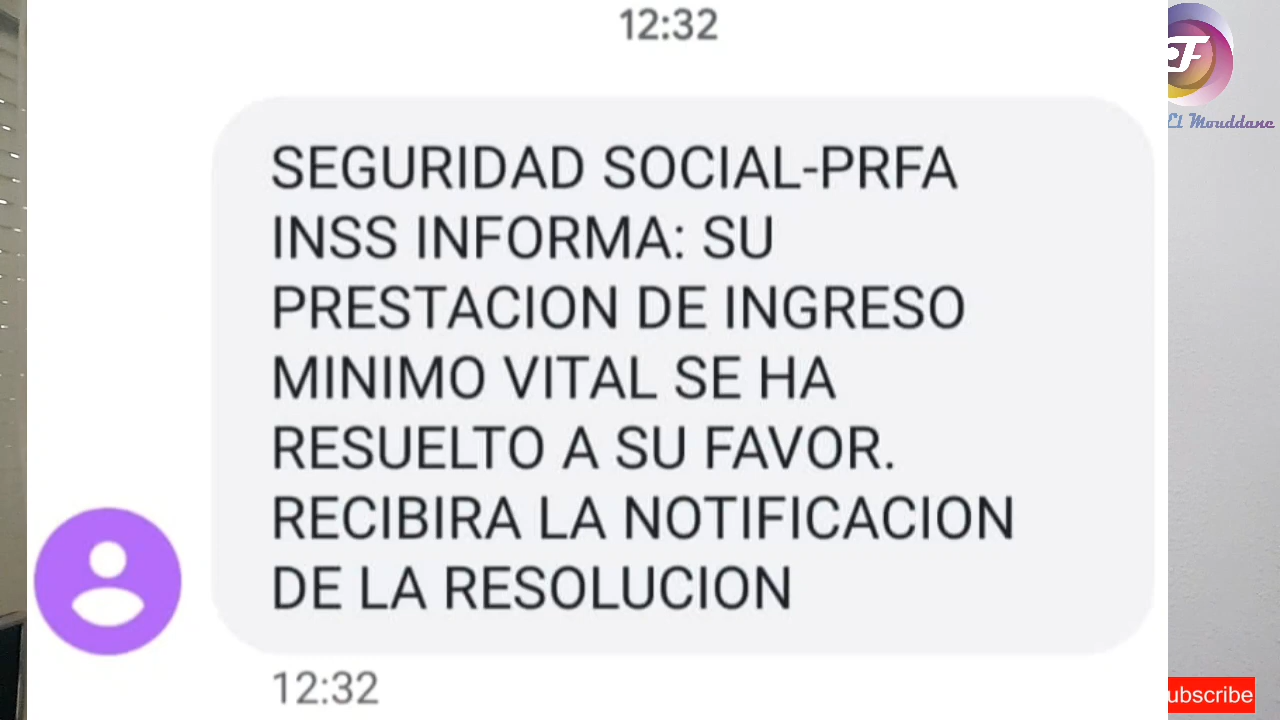 12:32
SEGURIDAD SOCIAL-PRFA
INSS INFORMA: SU
PRESTACION DE INGRESO
MINIMO VITAL SE HA
RESUELTO A SU FAVOR.
RECIBIRA LA NOTIFICACION
DE LA RESOLUCION
12:32
El Mouddane
ubscribe